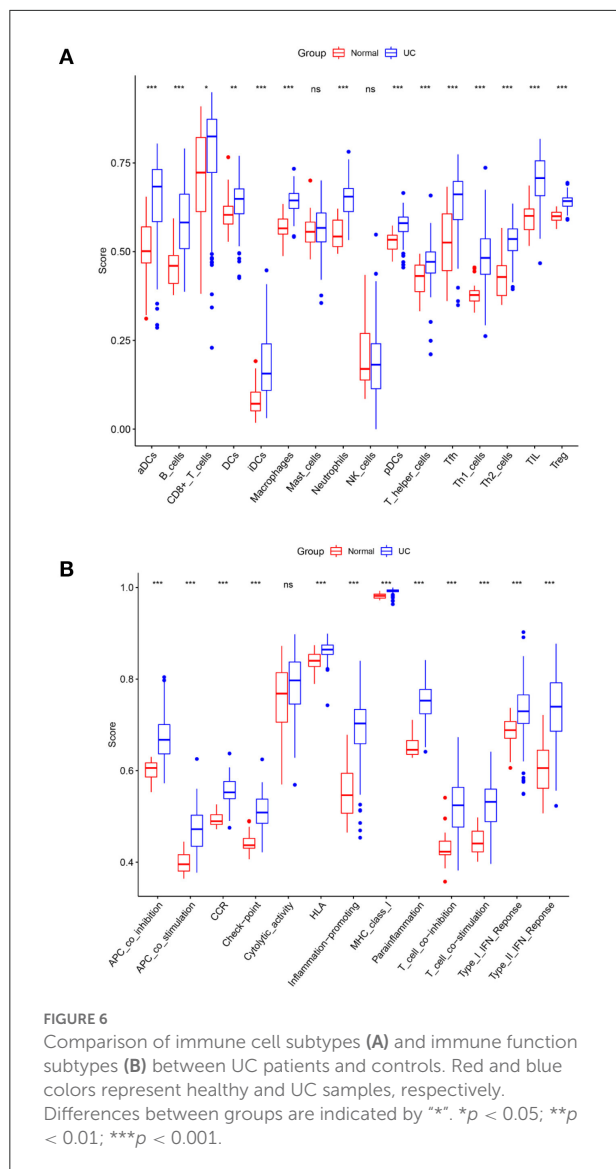 A
Group Normal UC
*** *** * ** *** *** ns *** ns *** *** *** *** *** *** ***
0.75
0.50
0.25
0.00
Score
aDCs
B_cells
CD8+_T_cells
DCs
iDCs
Macrophages
Mast_cells
Neutrophils
NK_cells
pDCs
T_helper_cells
Tfh
Th1_cells
Th2_cells
TIL
Treg
B
Group Normal UC
*** *** *** *** ns *** *** *** *** *** *** *** ***
1.0
0.8
0.6
0.4
Score
APC_co_inhibition
APC_co_stimulation
CCR
Check-point
Cytolytic_activity
HLA
Inflammation-promoting
MHC_class_I
Parainflammation
T_cell_co-inhibition
T_cell_co-stimulation
Type_I_IFN_Reponse
Type_II_IFN_Reponse
FIGURE 6
Comparison of immune cell subtypes (A) and immune function
subtypes (B) between UC patients and controls. Red and blue
colors represent healthy and UC samples, respectively.
Differences between groups are indicated by “*”. *p < 0.05; **p
< 0.01; ***p < 0.001.